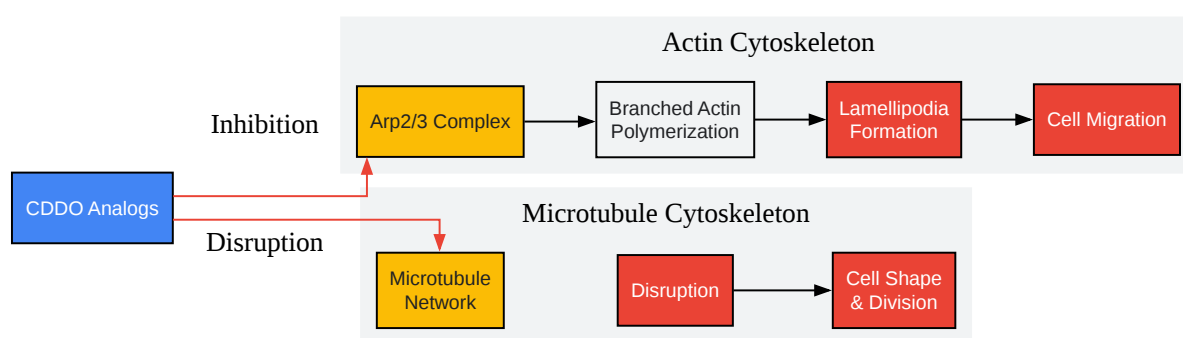 Actin Cytoskeleton
Inhibition
Arp2/3 Complex
Branched Actin
Polymerization
Lamellipodia
Formation
Cell Migration
CDDO Analogs
Disruption
Microtubule Cytoskeleton
Microtubule
Network
Disruption
Cell Shape
& Division